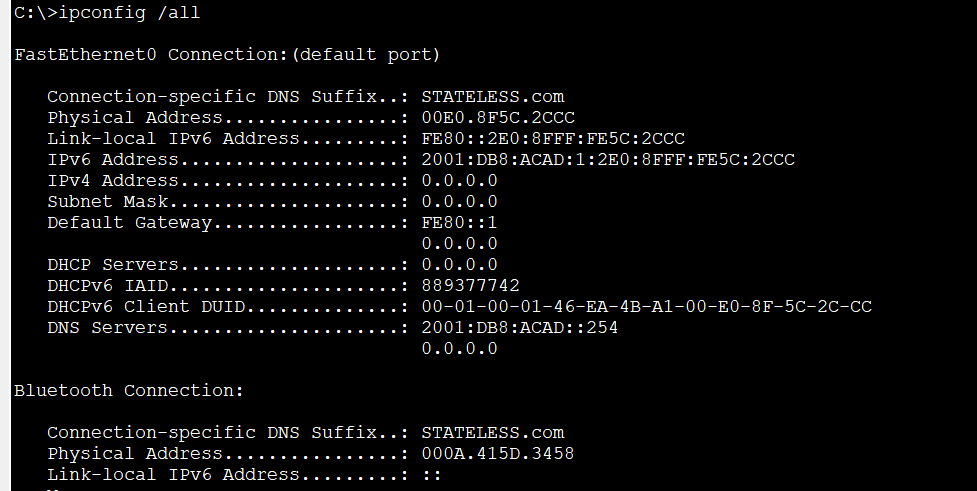 C:\>ipconfig /all
FastEthernet0 Connection:(default port)
Connection-specific DNS Suffix..: STATELESS.com
Physical Address................: 00E0.8F5C.2CCC
Link-local IPv6 Address.........: FE80::2E0:8FFF:FE5C:2CCC
IPv6 Address....................: 2001:DB8:ACAD:1:2E0:8FFF:FE5C:2CCC
IPv4 Address....................: 0.0.0.0
Subnet Mask.....................: 0.0.0.0
Default Gateway.................: FE80::1
0.0.0.0
DHCP Servers....................: 0.0.0.0
DHCPv6 IAID.....................: 889377742
DHCPv6 Client DUID..............: 00-01-00-01-46-EA-4B-A1-00-E0-8F-5C-2C-CC
DNS Servers.....................: 2001:DB8:ACAD::254
0.0.0.0
Bluetooth Connection:
Connection-specific DNS Suffix..: STATELESS.com
Physical Address................: 000A.415D.3458
Link-local IPv6 Address.........: ::